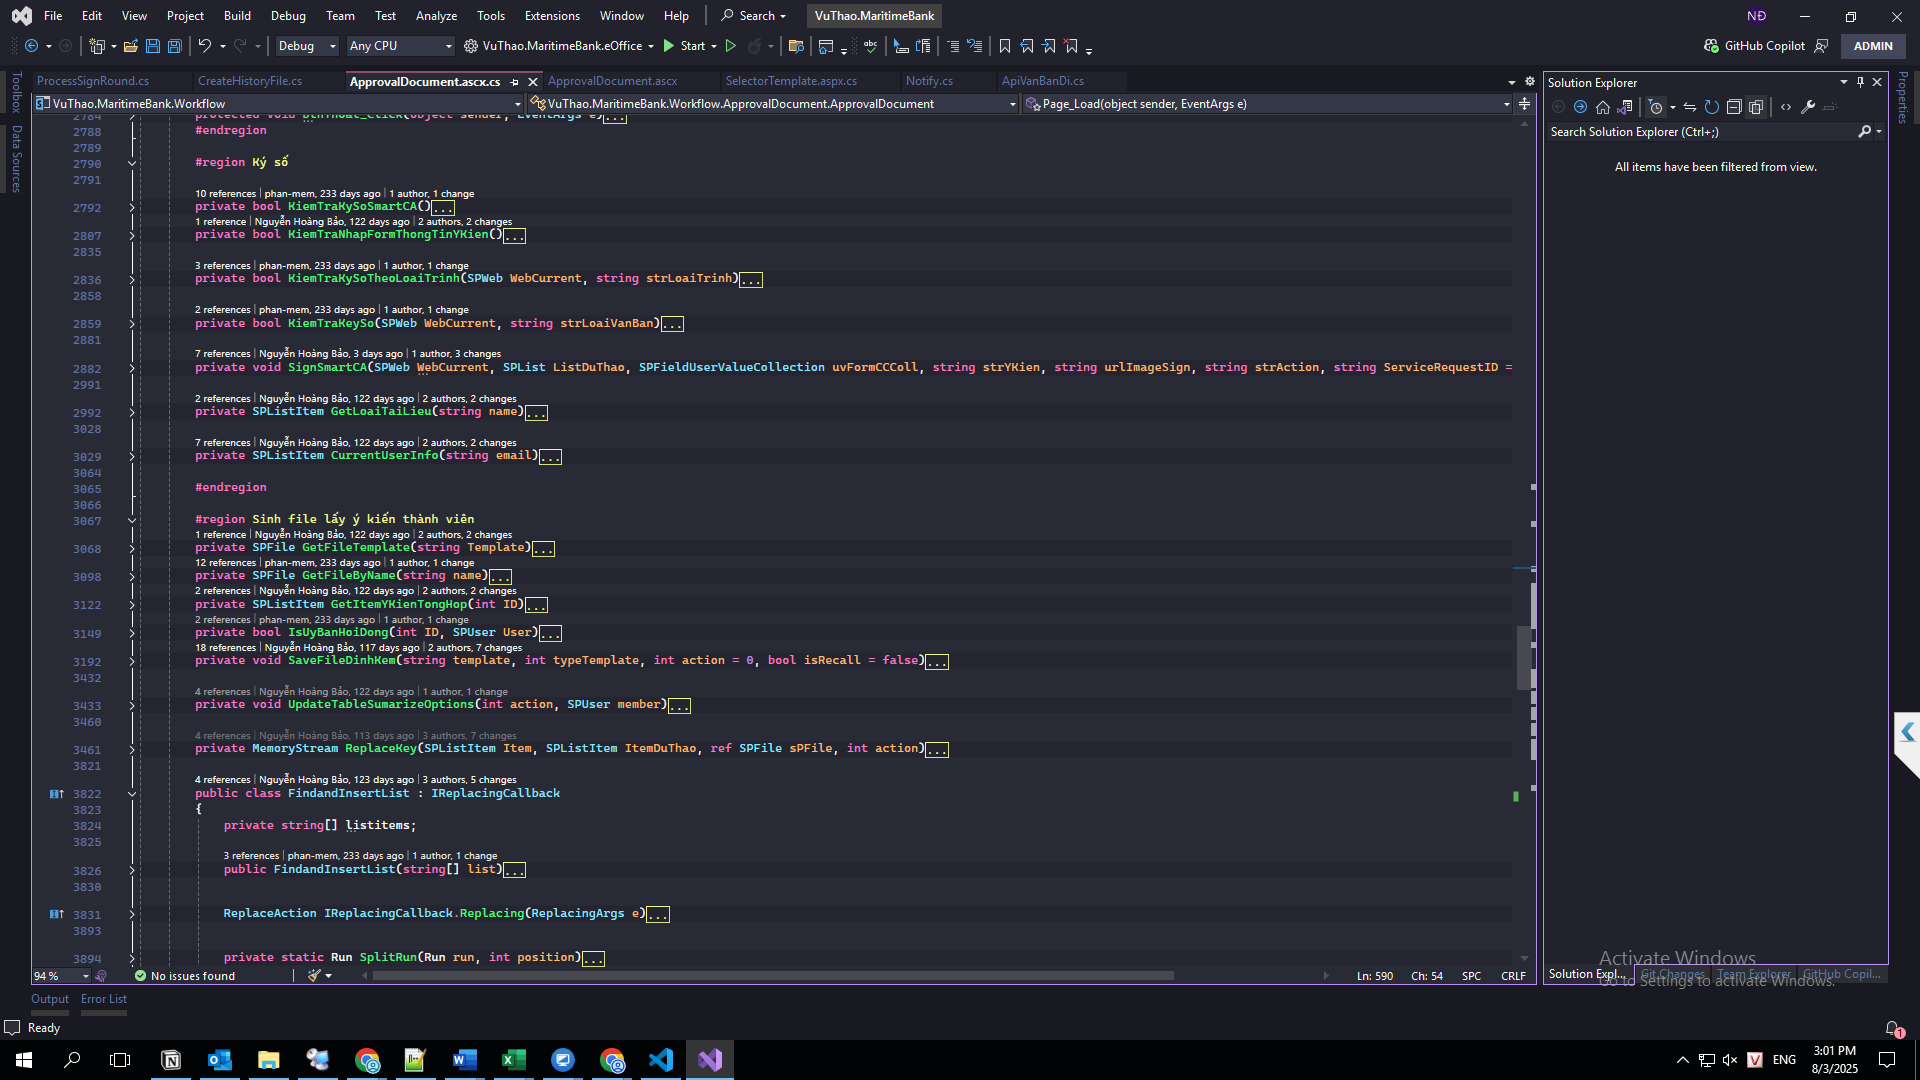 File Edit View Project Build Debug Team Test Analyze Tools Extensions Window Help Search VuThao.MaritimeBank NĐ
Debug Any CPU VuThao.MaritimeBank.eOffice Start GitHub Copilot ADMIN
ProcessSignRound.cs CreateHistoryFile.cs ApprovalDocument.ascx.cs ApprovalDocument.ascx SelectorTemplate.aspx.cs Notify.cs ApiVanBanDi.cs
VuThao.MaritimeBank.Workflow VuThao.MaritimeBank.Workflow.ApprovalDocument.ApprovalDocument Page_Load(object sender, EventArgs e)
Toolbox
Data Sources
2784 protected void BtnThoat_Click(object sender, EventArgs e)...
2788 #endregion
2789
2790 #region Ký số
2791
10 references | phan-mem, 233 days ago | 1 author, 1 change
2792 private bool KiemTraKySoSmartCA()...
1 reference | Nguyễn Hoàng Bảo, 122 days ago | 2 authors, 2 changes
2807 private bool KiemTraNhapFormThongTinYKien()...
2835
3 references | phan-mem, 233 days ago | 1 author, 1 change
2836 private bool KiemTraKySoTheoLoaiTrinh(SPWeb WebCurrent, string strLoaiTrinh)...
2858
2 references | phan-mem, 233 days ago | 1 author, 1 change
2859 private bool KiemTraKeySo(SPWeb WebCurrent, string strLoaiVanBan)...
2881
7 references | Nguyễn Hoàng Bảo, 3 days ago | 1 author, 3 changes
2882 private void SignSmartCA(SPWeb WebCurrent, SPList ListDuThao, SPFieldUserValueCollection uvFormCCColl, string strYKien, string urlImageSign, string strAction, string ServiceRequestID =
2991
2 references | Nguyễn Hoàng Bảo, 122 days ago | 2 authors, 2 changes
2992 private SPListItem GetLoaiTaiLieu(string name)...
3028
7 references | Nguyễn Hoàng Bảo, 122 days ago | 2 authors, 2 changes
3029 private SPListItem CurrentUserInfo(string email)...
3064
3065 #endregion
3066
3067 #region Sinh file lấy ý kiến thành viên
1 reference | Nguyễn Hoàng Bảo, 122 days ago | 2 authors, 2 changes
3068 private SPFile GetFileTemplate(string Template)...
12 references | phan-mem, 233 days ago | 1 author, 1 change
3098 private SPFile GetFileByName(string name)...
2 references | Nguyễn Hoàng Bảo, 122 days ago | 2 authors, 2 changes
3122 private SPListItem GetItemYKienTongHop(int ID)...
2 references | phan-mem, 233 days ago | 1 author, 1 change
3149 private bool IsUyBanHoiDong(int ID, SPUser User)...
18 references | Nguyễn Hoàng Bảo, 117 days ago | 2 authors, 7 changes
3192 private void SaveFileDinhKem(string template, int typeTemplate, int action = 0, bool isRecall = false)...
3432
4 references | Nguyễn Hoàng Bảo, 122 days ago | 1 author, 1 change
3433 private void UpdateTableSumarizeOptions(int action, SPUser member)...
3460
4 references | Nguyễn Hoàng Bảo, 113 days ago | 3 authors, 7 changes
3461 private MemoryStream ReplaceKey(SPListItem Item, SPListItem ItemDuThao, ref SPFile sPFile, int action)...
3821
4 references | Nguyễn Hoàng Bảo, 123 days ago | 3 authors, 5 changes
3822 public class FindandInsertList : IReplacingCallback
3823 {
3824 private string[] listitems;
3825
3 references | phan-mem, 233 days ago | 1 author, 1 change
3826 public FindandInsertList(string[] list)...
3830
3831 ReplaceAction IReplacingCallback.Replacing(ReplacingArgs e)...
3893
3894 private static Run SplitRun(Run run, int position)...
94 % No issues found Ln: 590 Ch: 54 SPC CRLF
Solution Explorer
Search Solution Explorer (Ctrl+;)
All items have been filtered from view.
Properties
Solution Expl... Git Changes Team Explorer GitHub Copil...
Activate Windows
Go to Settings to activate Windows.
Output Error List
Ready
1
ENG
3:01 PM
8/3/2025